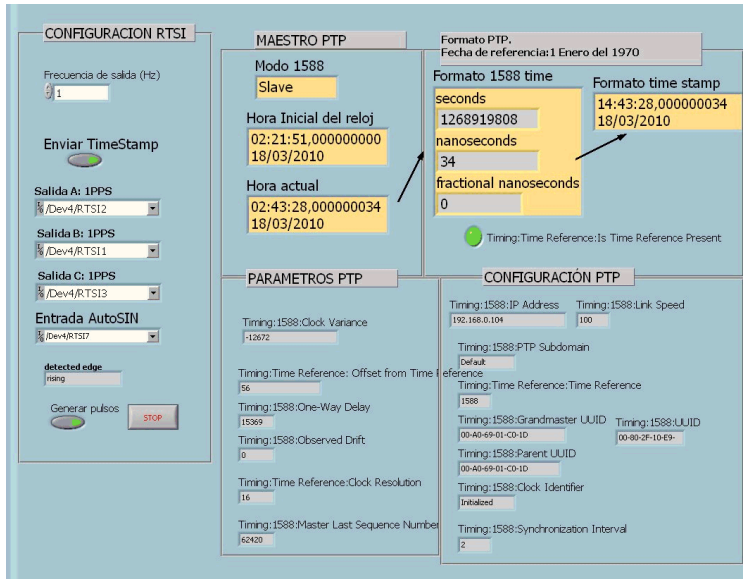 CONFIGURACION RTSI
Frecuencia de salida (Hz)
1
Enviar TimeStamp
Salida A: 1PPS
/Dev4/RTSI2
Salida B: 1PPS
/Dev4/RTSI1
Salida C: 1PPS
/Dev4/RTSI3
Entrada AutoSIN
/Dev4/RTSI7
detected edge
rising
Generar pulsos
STOP
MAESTRO PTP
Modo 1588
Slave
Hora Inicial del reloj
02:21:51,000000000
18/03/2010
Hora actual
02:43:28,000000034
18/03/2010
Formato PTP.
Fecha de referencia:1 Enero del 1970
Formato 1588 time
seconds
1268919808
nanoseconds
34
fractional nanoseconds
0
Formato time stamp
14:43:28,000000034
18/03/2010
Timing:Time Reference:Is Time Reference Present
PARAMETROS PTP
Timing:1588:Clock Variance
-12672
Timing:Time Reference: Offset from Time Reference
56
Timing:1588:One-Way Delay
15369
Timing:1588:Observed Drift
0
Timing:Time Reference:Clock Resolution
16
Timing:1588:Master Last Sequence Number
62420
CONFIGURACIÓN PTP
Timing:1588:IP Address
192.168.0.104
Timing:1588:Link Speed
100
Timing:1588:PTP Subdomain
Default
Timing:Time Reference:Time Reference
1588
Timing:1588:Grandmaster UUID
00-A0-69-01-C0-1D
Timing:1588:UUID
00-80-2F-10-E9-
Timing:1588:Parent UUID
00-A0-69-01-C0-1D
Timing:1588:Clock Identifier
Initialized
Timing:1588:Synchronization Interval
2